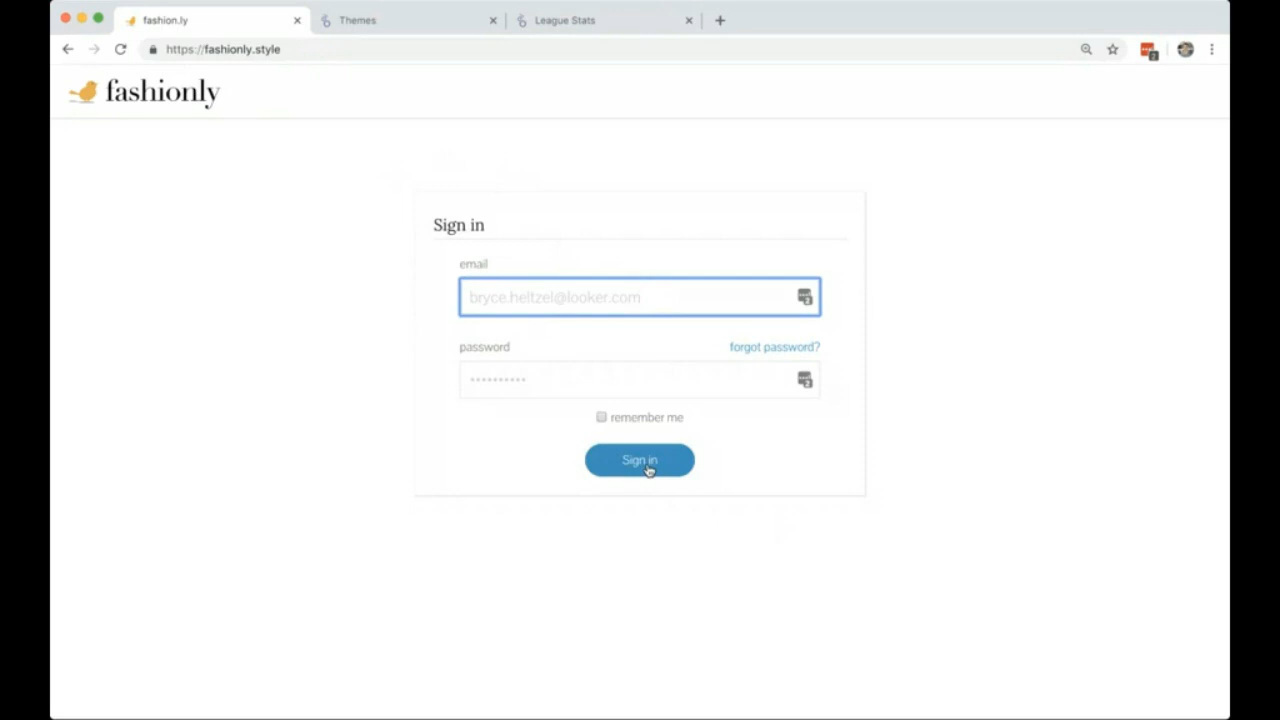 fashion.ly
Themes
League Stats
https://fashionly.style
fashionly
Sign in
email
bryce.heltzel@looker.com
password
forgot password?
••••••••••
remember me
Sign in